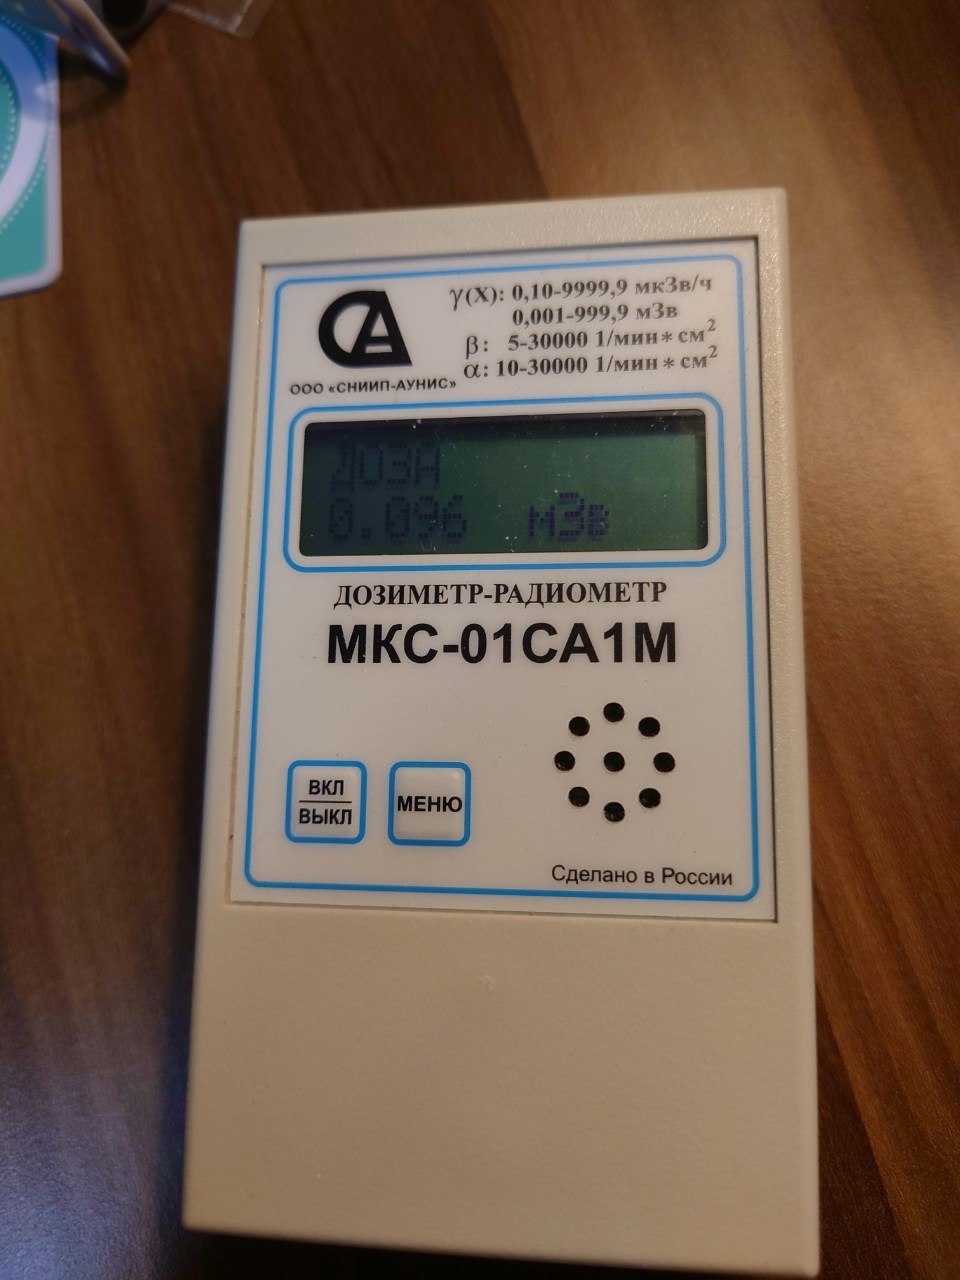 γ(X): 0,10-9999,9 мкЗв/ч
0,001-999,9 мЗв
β: 5-30000 1/мин*см²
α: 10-30000 1/мин*см²
ООО «СНИИП-АУНИС»
ДОЗА
0.096 мЗв
ДОЗИМЕТР-РАДИОМЕТР
МКС-01СА1М
ВКЛ
ВЫКЛ
МЕНЮ
Сделано в России